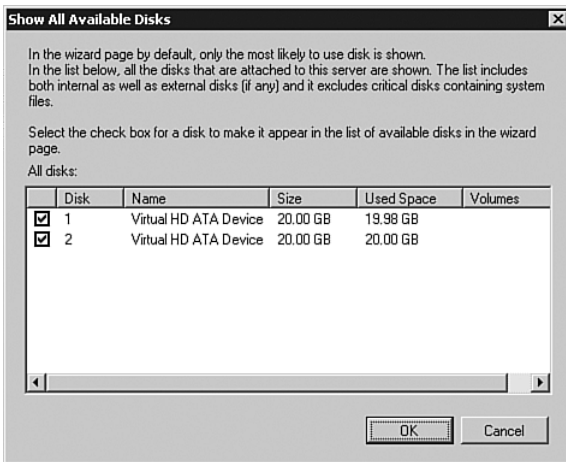 Show All Available Disks
In the wizard page by default, only the most likely to use disk is shown.
In the list below, all the disks that are attached to this server are shown. The list includes
both internal as well as external disks (if any) and it excludes critical disks containing system
files.
Select the check box for a disk to make it appear in the list of available disks in the wizard
page.
All disks:
Disk Name Size Used Space Volumes
1 Virtual HD ATA Device 20.00 GB 19.98 GB
2 Virtual HD ATA Device 20.00 GB 20.00 GB
OK Cancel